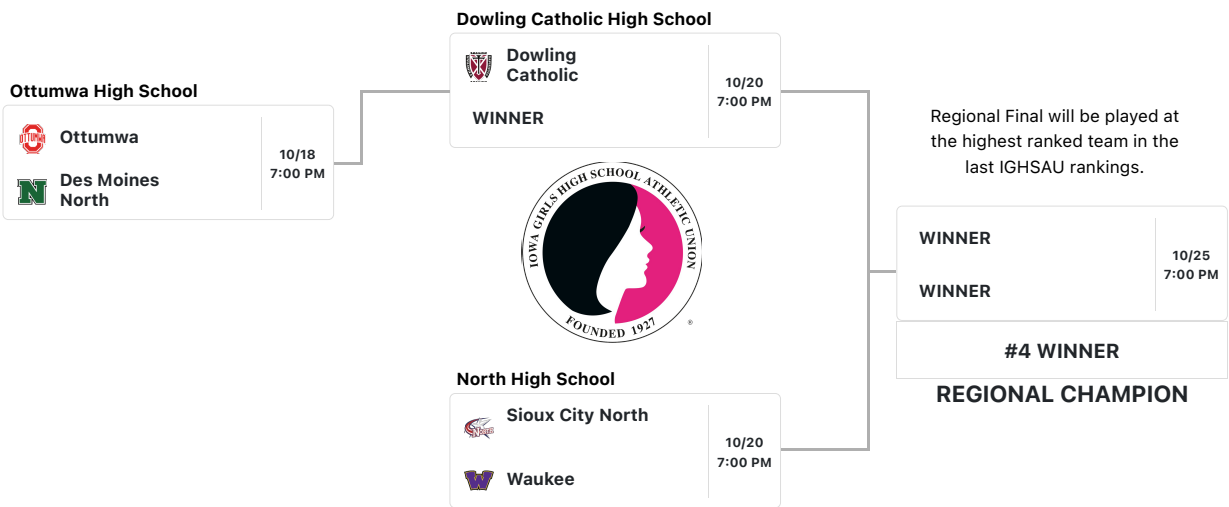 Dowling Catholic High School
Dowling
Catholic
WINNER
10/20
7:00 PM
Ottumwa High School
OTTUMWA
Ottumwa
N
Des Moines
North
10/18
7:00 PM
IOWA GIRLS HIGH SCHOOL ATHLETIC UNION
FOUNDED 1927
®
North High School
Sioux City North
W
Waukee
10/20
7:00 PM
Regional Final will be played at
the highest ranked team in the
last IGHSAU rankings.
WINNER
WINNER
10/25
7:00 PM
#4 WINNER
REGIONAL CHAMPION